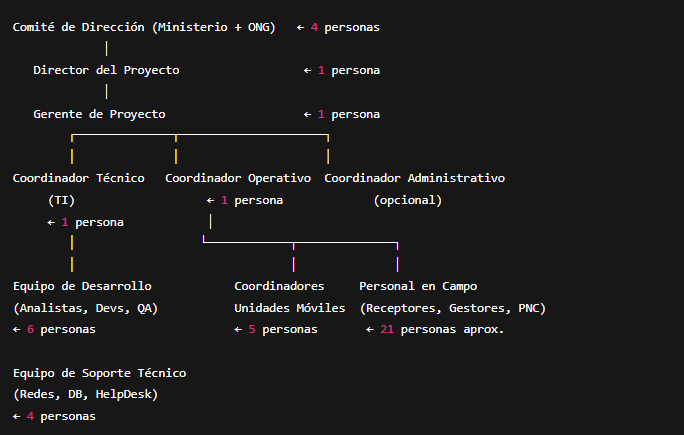 Comité de Dirección (Ministerio + ONG) ← 4 personas
Director del Proyecto ← 1 persona
Gerente de Proyecto ← 1 persona
Coordinador Técnico Coordinador Operativo Coordinador Administrativo
(TI) ← 1 persona (opcional)
← 1 persona
Equipo de Desarrollo Coordinadores Personal en Campo
(Analistas, Devs, QA) Unidades Móviles (Receptores, Gestores, PNC)
← 6 personas ← 5 personas ← 21 personas aprox.
Equipo de Soporte Técnico
(Redes, DB, HelpDesk)
← 4 personas